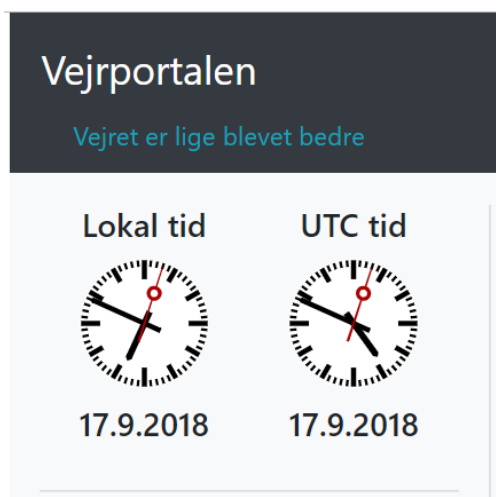 Vejrportalen
Vejret er lige blevet bedre
Lokal tid UTC tid
17.9.2018 17.9.2018